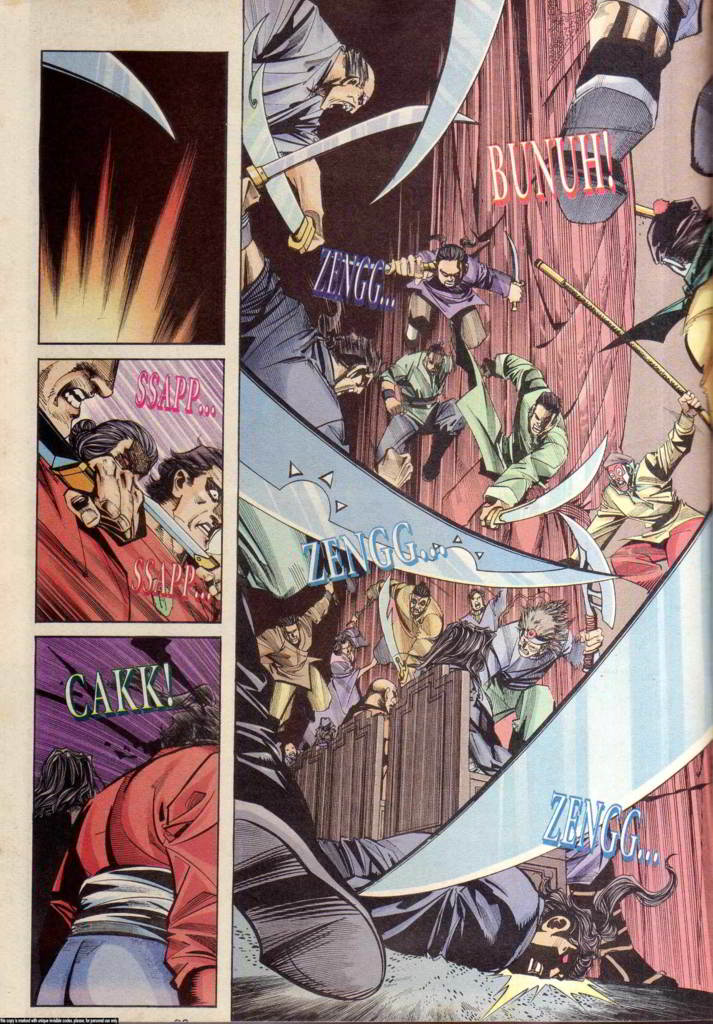 SSAPP...
SSAPP...
CAKK!
BUNUH!
ZENGG...
ZENGG...
ZENGG...
this copy is marked with unique invisible codes, please, for personal use only